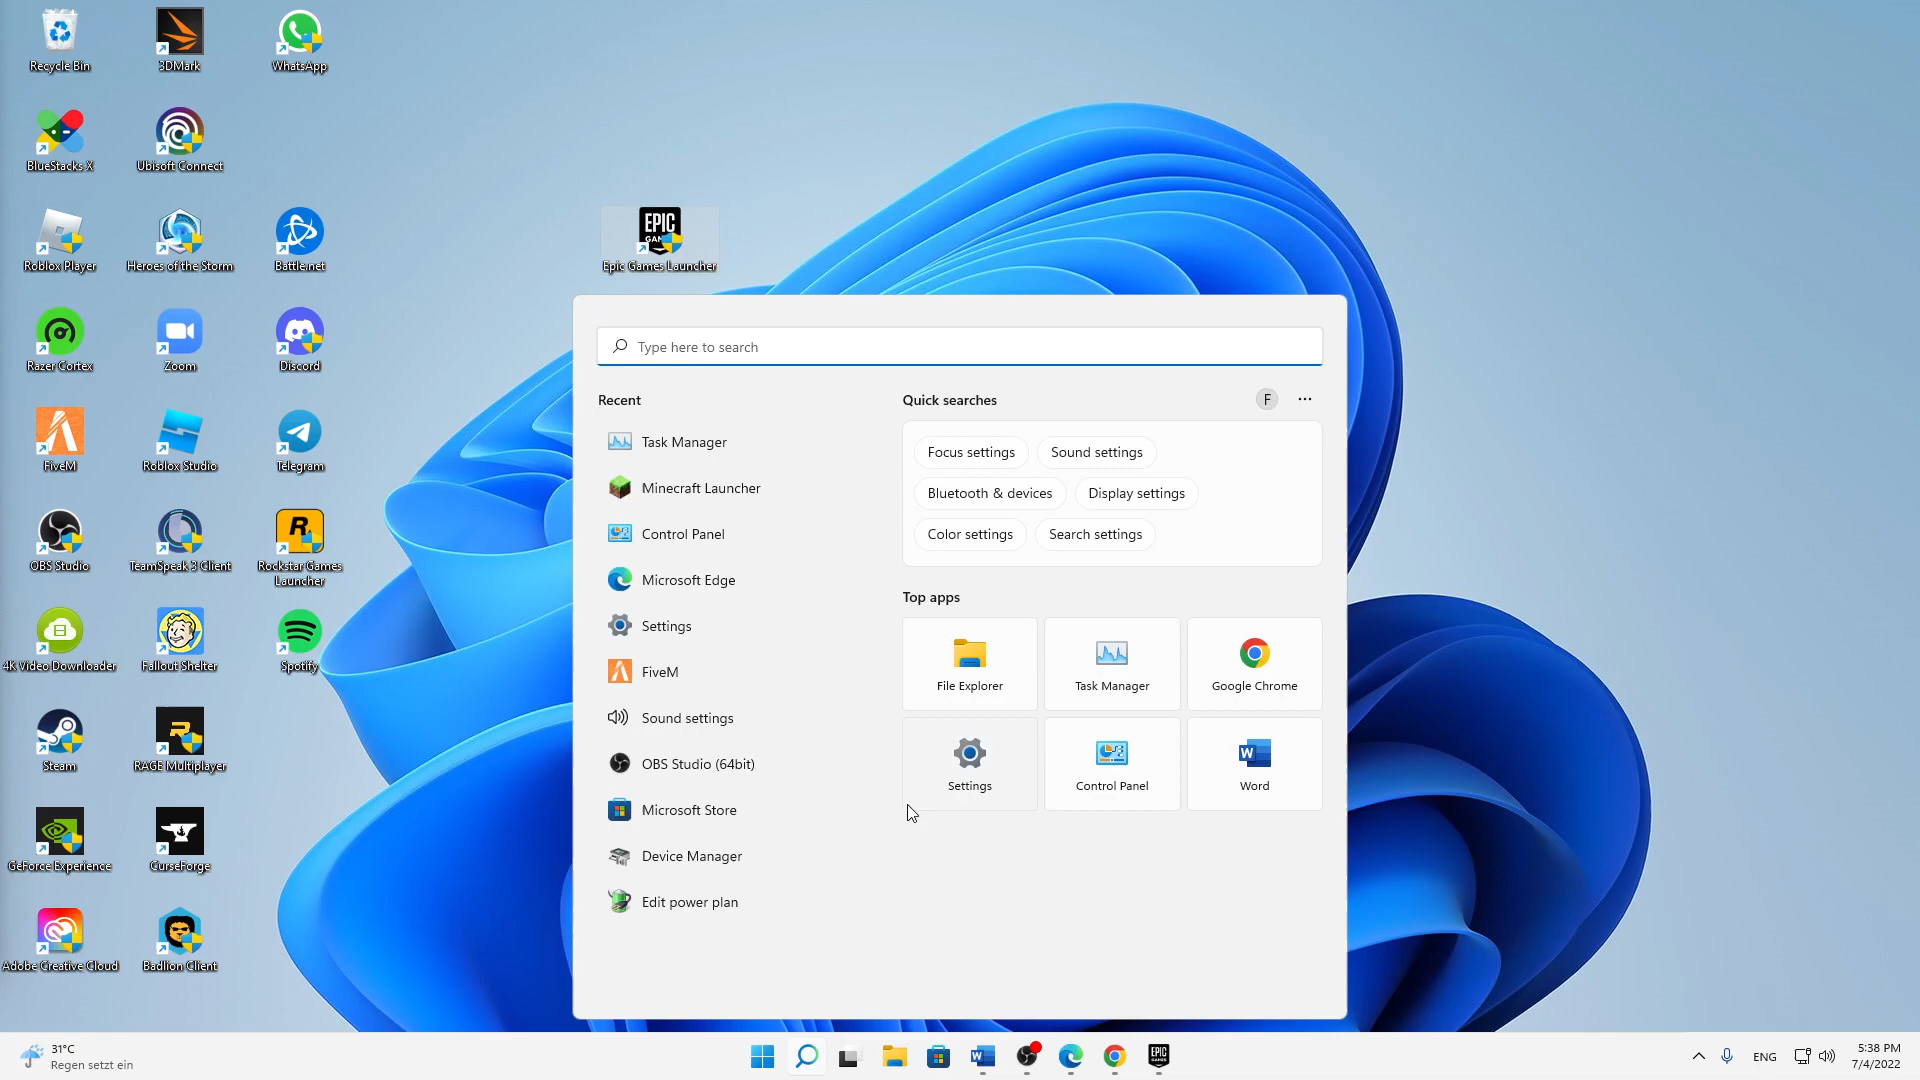 Recycle Bin
3DMark
WhatsApp
BlueStacks X
Ubisoft Connect
Roblox Player
Heroes of the Storm
Battle.net
EPIC
GAMES
Epic Games Launcher
Razer Cortex
Zoom
Discord
FiveM
Roblox Studio
Telegram
OBS Studio
TeamSpeak 3 Client
Rockstar Games
Launcher
4K Video Downloader
Fallout Shelter
Spotify
Steam
RAGE Multiplayer
GeForce Experience
CurseForge
Adobe Creative Cloud
Badlion Client
Type here to search
Recent
Task Manager
Minecraft Launcher
Control Panel
Microsoft Edge
Settings
FiveM
Sound settings
OBS Studio (64bit)
Microsoft Store
Device Manager
Edit power plan
Quick searches
F
Focus settings
Sound settings
Bluetooth & devices
Display settings
Color settings
Search settings
Top apps
File Explorer
Task Manager
Google Chrome
Settings
Control Panel
Word
31°C
Regen setzt ein
EPIC
ENG
5:38 PM
7/4/2022